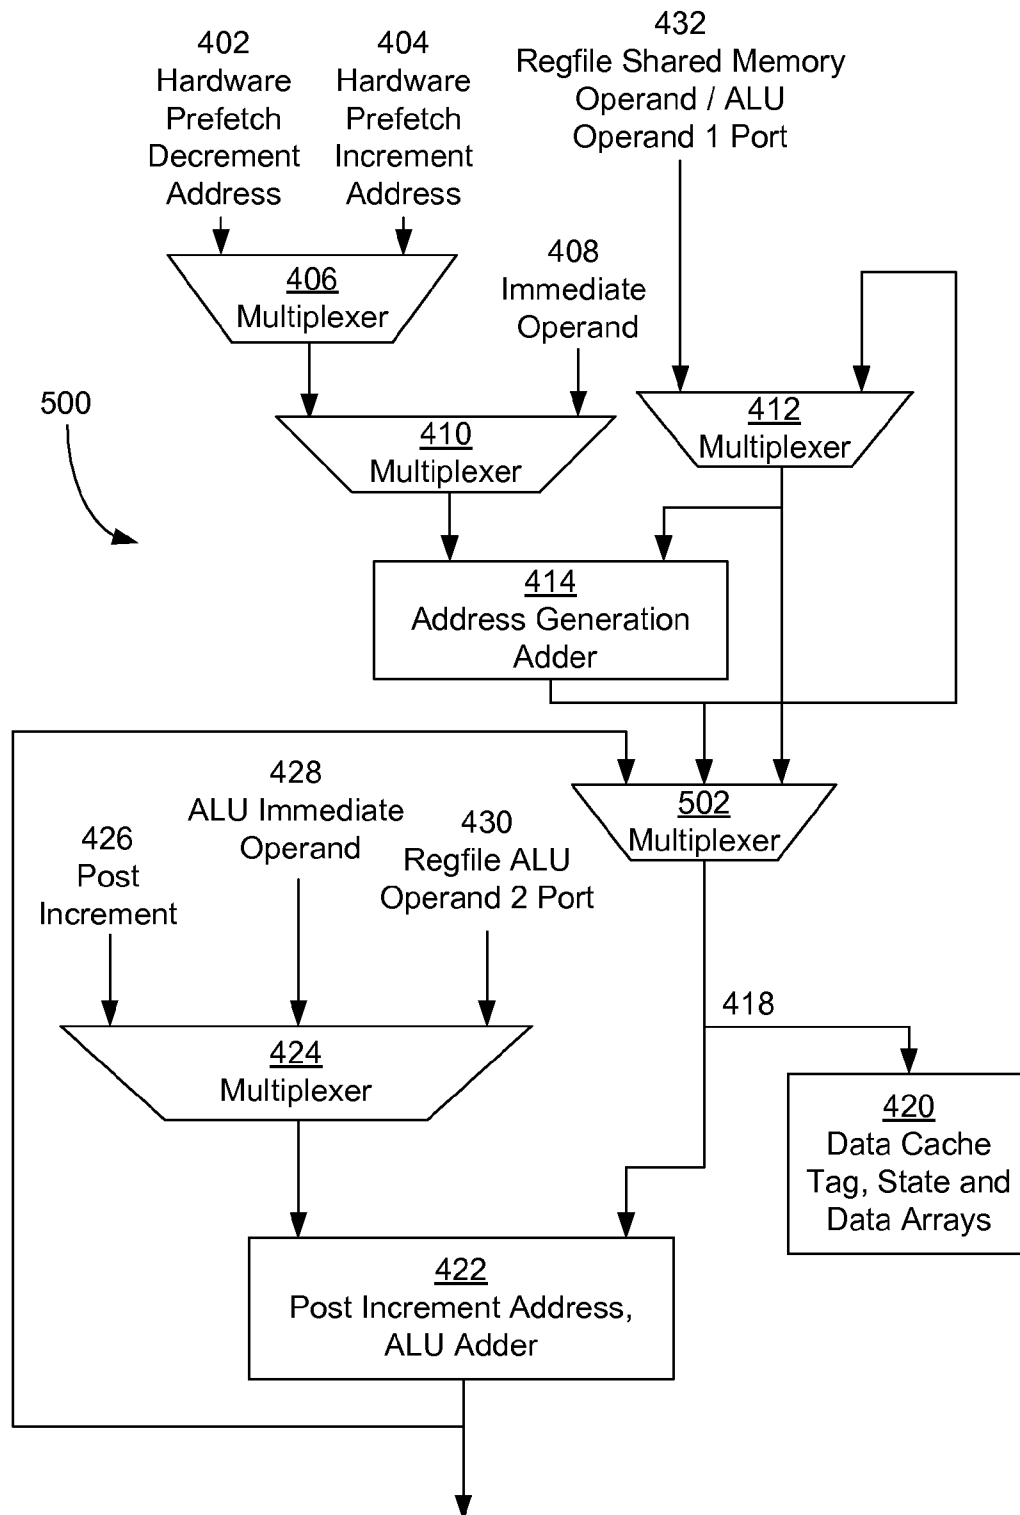 402
Hardware
Prefetch
Decrement
Address
404
Hardware
Prefetch
Increment
Address
432
Regfile Shared Memory
Operand / ALU
Operand 1 Port
406
Multiplexer
408
Immediate
Operand
500
410
Multiplexer
412
Multiplexer
414
Address Generation
Adder
502
Multiplexer
426
Post
Increment
428
ALU Immediate
Operand
430
Regfile ALU
Operand 2 Port
424
Multiplexer
418
420
Data Cache
Tag, State and
Data Arrays
422
Post Increment Address,
ALU Adder